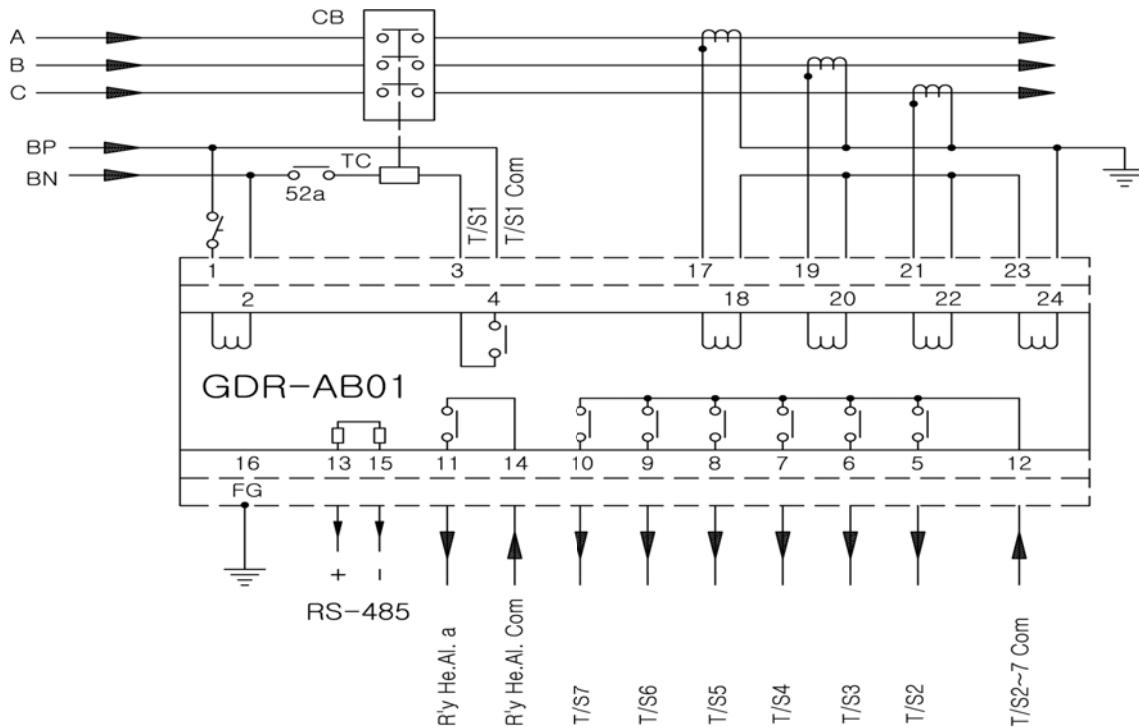 CB
A
B
C
BP
TC
BN
52a
T/S1
T/S1 Com
1 3 17 19 21 23
2 4 18 20 22 24
GDR-AB01
16 13 15 11 14 10 9 8 7 6 5 12
FG
+ -
RS-485
R'y He.Al. a
R'y He.Al. Com
T/S7
T/S6
T/S5
T/S4
T/S3
T/S2
T/S2~7 Com